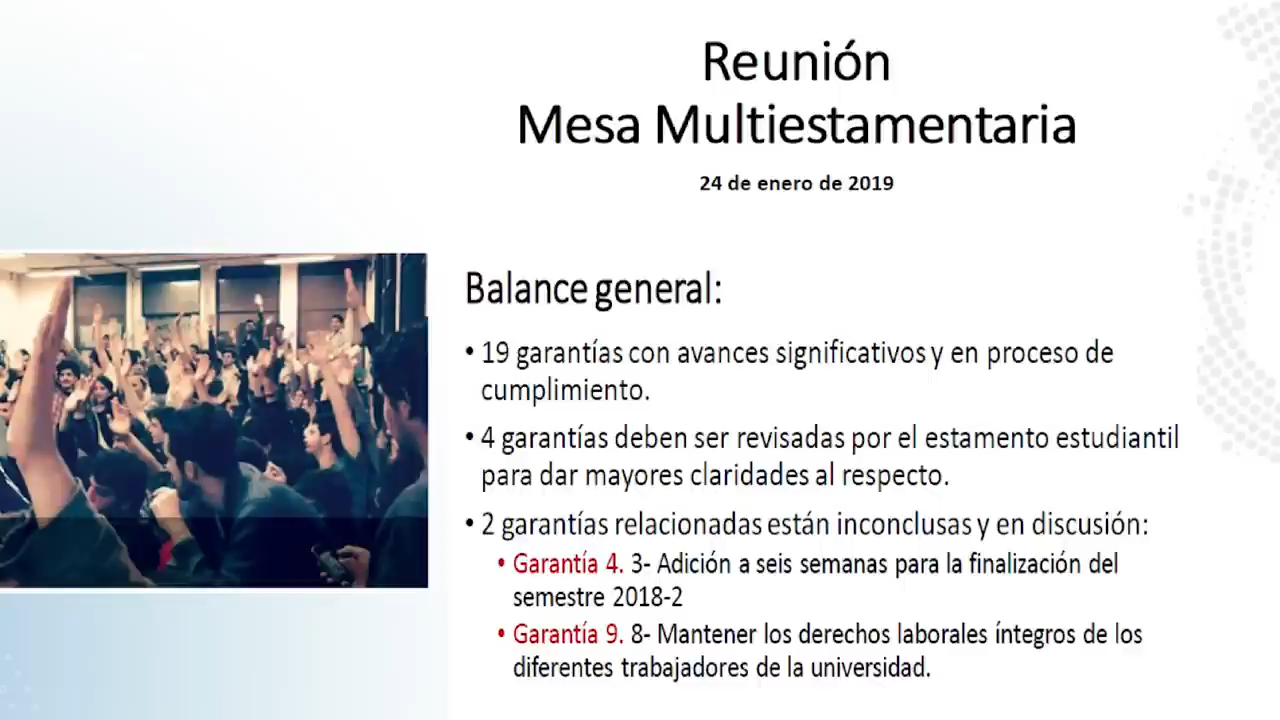 Reunión
Mesa Multiestamentaria
24 de enero de 2019
Balance general:
• 19 garantías con avances significativos y en proceso de
cumplimiento.
• 4 garantías deben ser revisadas por el estamento estudiantil
para dar mayores claridades al respecto.
• 2 garantías relacionadas están inconclusas y en discusión:
• Garantía 4. 3- Adición a seis semanas para la finalización del
semestre 2018-2
• Garantía 9. 8- Mantener los derechos laborales íntegros de los
diferentes trabajadores de la universidad.